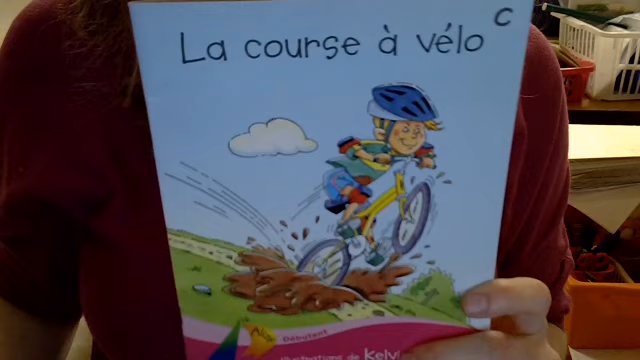 C
La course à vélo
Débutant
Illustrations de Kelv